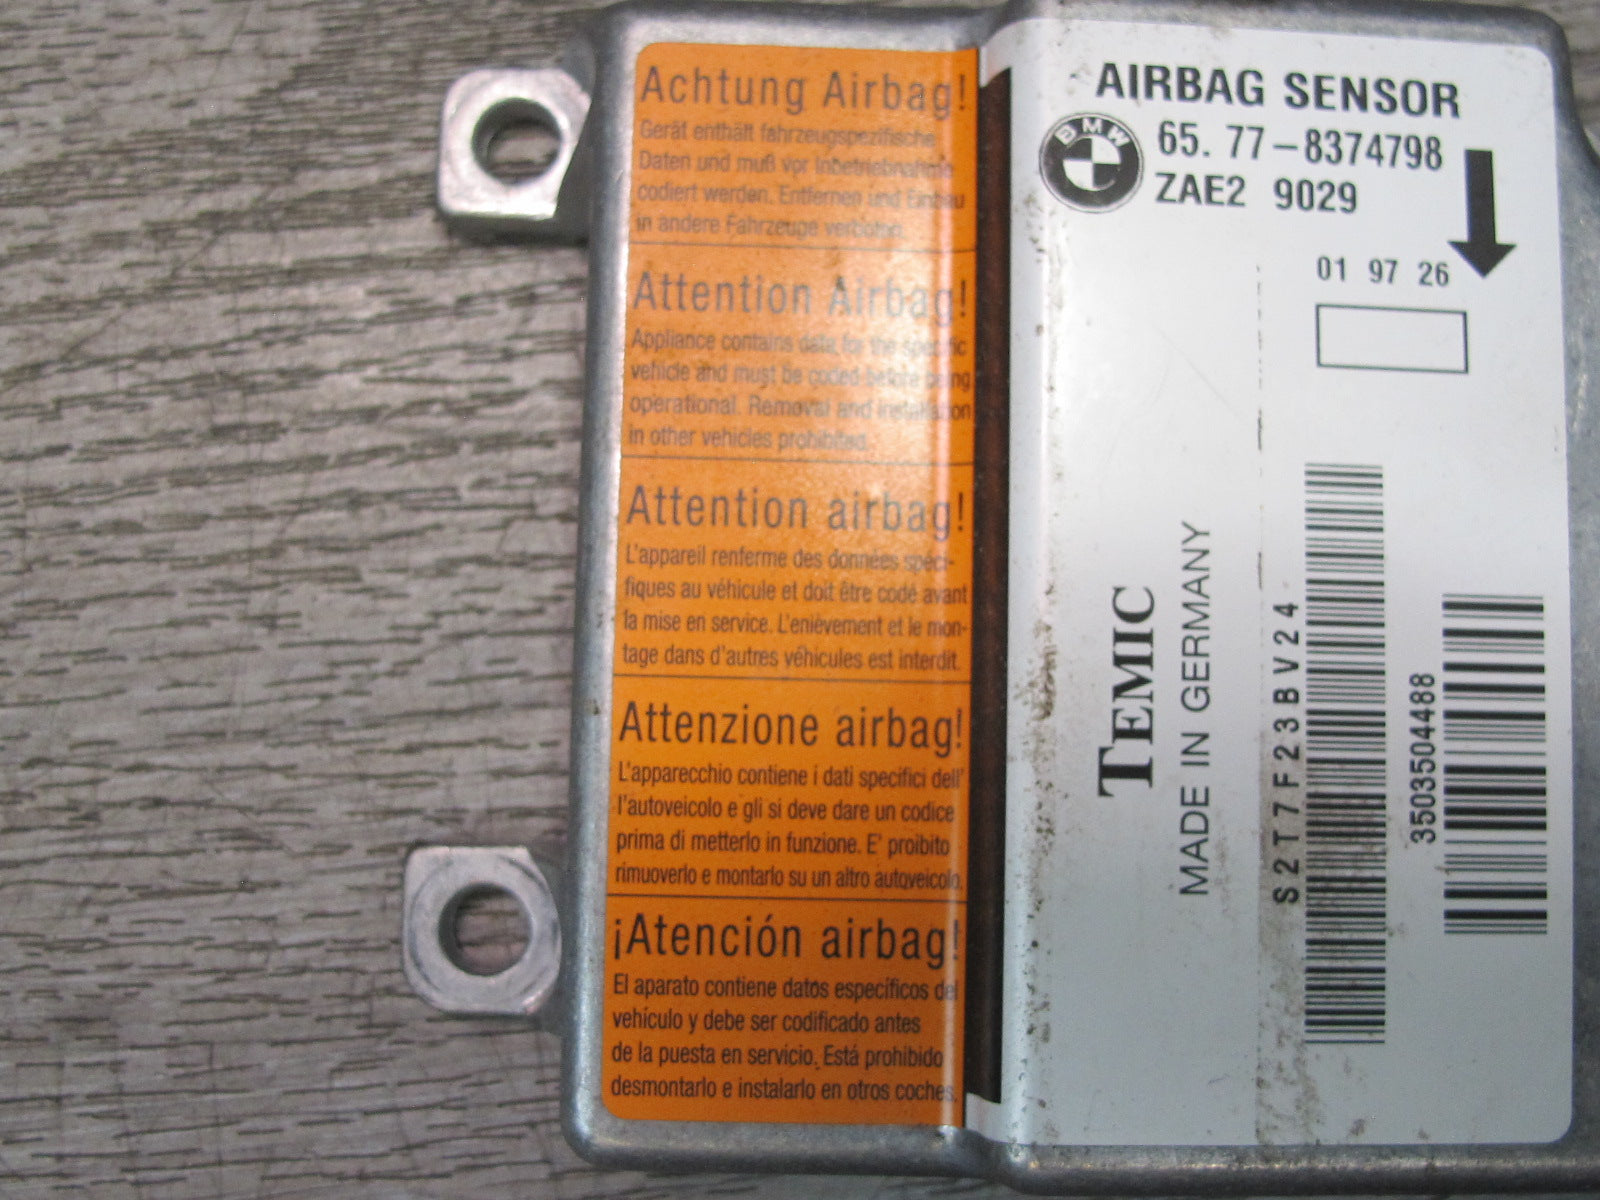 Achtung Airbag!
Gerät enthält fahrzeugspezifische
Daten und muß vor Inbetriebnahme
codiert werden. Entfernen und Einbau
in andere Fahrzeuge verboten.
Attention Airbag!
Appliance contains data for the specific
vehicle and must be coded before being
operational. Removal and installation
in other vehicles prohibited.
Attention airbag!
L'appareil renferme des données spéci-
fiques au véhicule et doit être codé avant
la mise en service. L'enlèvement et le mon-
tage dans d'autres véhicules est interdit.
Attenzione airbag!
L'apparecchio contiene i dati specifici dell'
l'autoveicolo e gli si deve dare un codice
prima di metterlo in funzione. E' proibito
rimuoverlo e montarlo su un altro autoveicolo.
¡Atención airbag!
El aparato contiene datos específicos del
vehículo y debe ser codificado antes
de la puesta en servicio. Está prohibido
desmontarlo e instalarlo en otros coches.
AIRBAG SENSOR
BMW
65. 77-8374798
ZAE2 9029
01 97 26
TEMIC
MADE IN GERMANY
S2T7F23BV24
3503504488